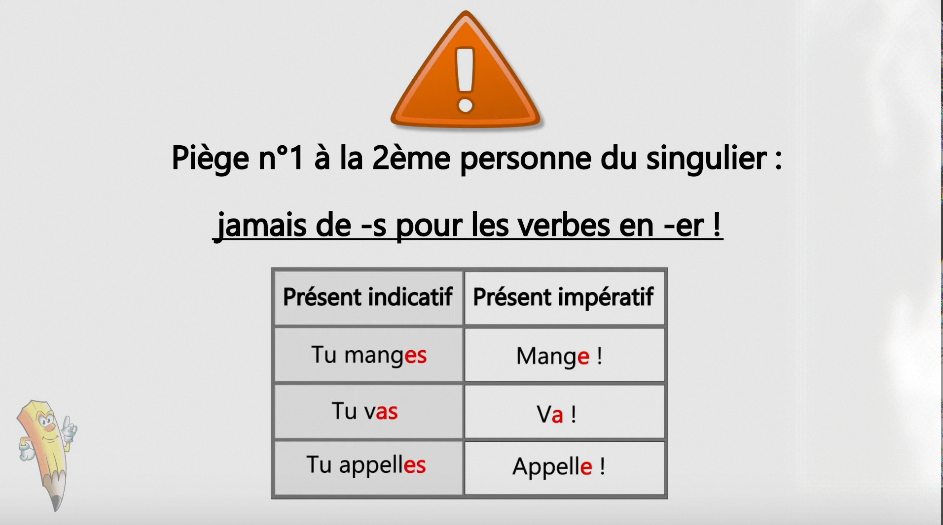 Piège n°1 à la 2ème personne du singulier :
jamais de -s pour les verbes en -er !
Présent indicatif Présent impératif
Tu manges Mange !
Tu vas Va !
Tu appelles Appelle !